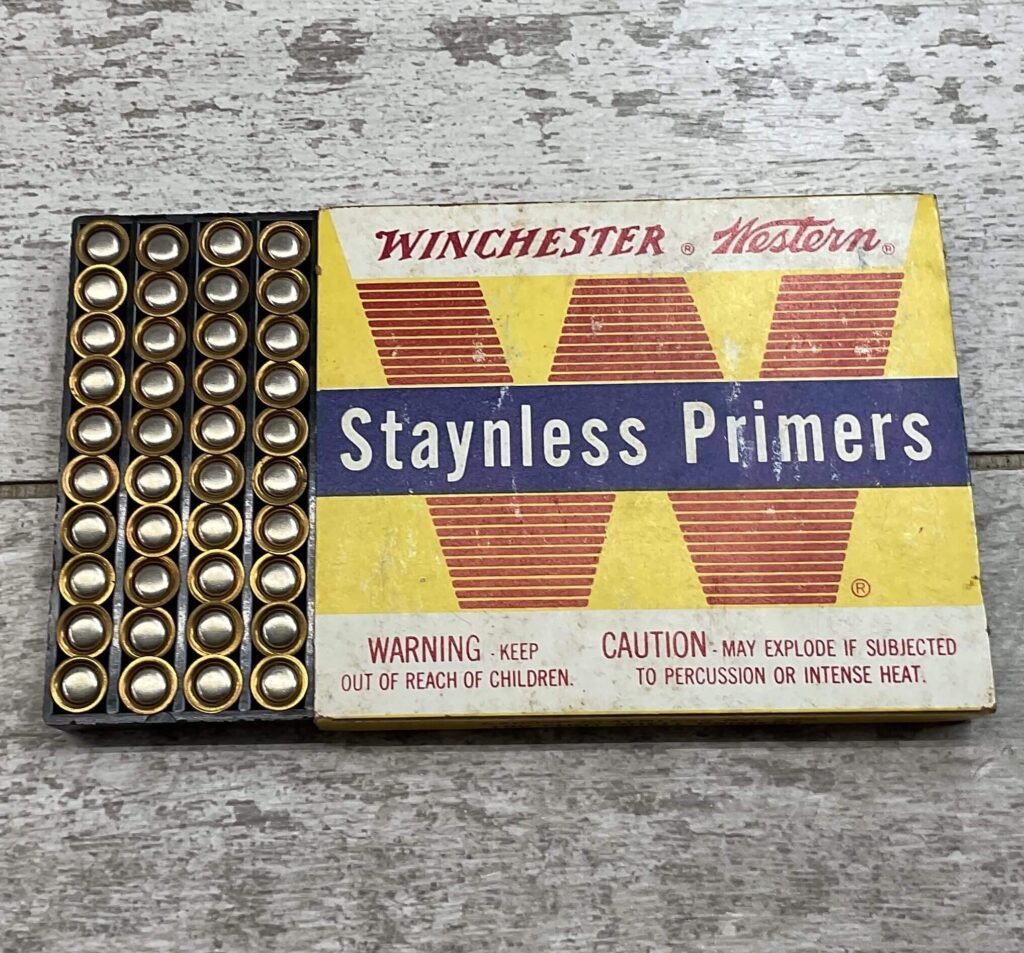 WINCHESTER ® Western ®
Staynless Primers
®
WARNING - KEEP
OUT OF REACH OF CHILDREN.
CAUTION - MAY EXPLODE IF SUBJECTED
TO PERCUSSION OR INTENSE HEAT.